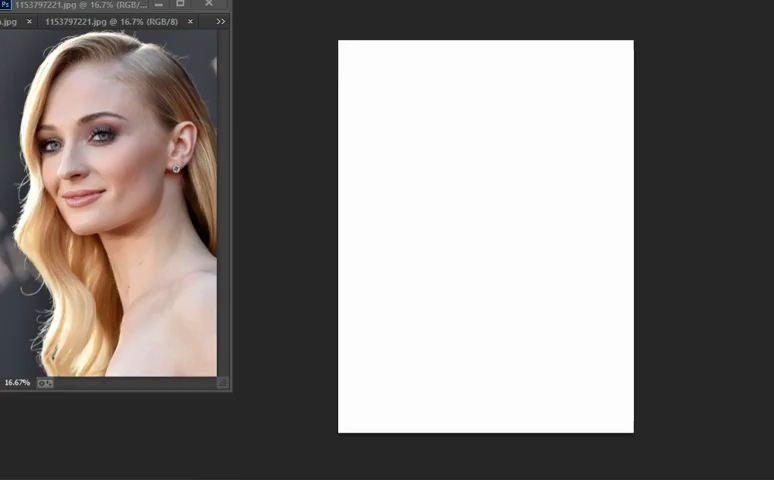 Ps 1153797221.jpg @ 16.7% (RGB/...
.jpg × 1153797221.jpg @ 16.7% (RGB/8) × >>
16.67%